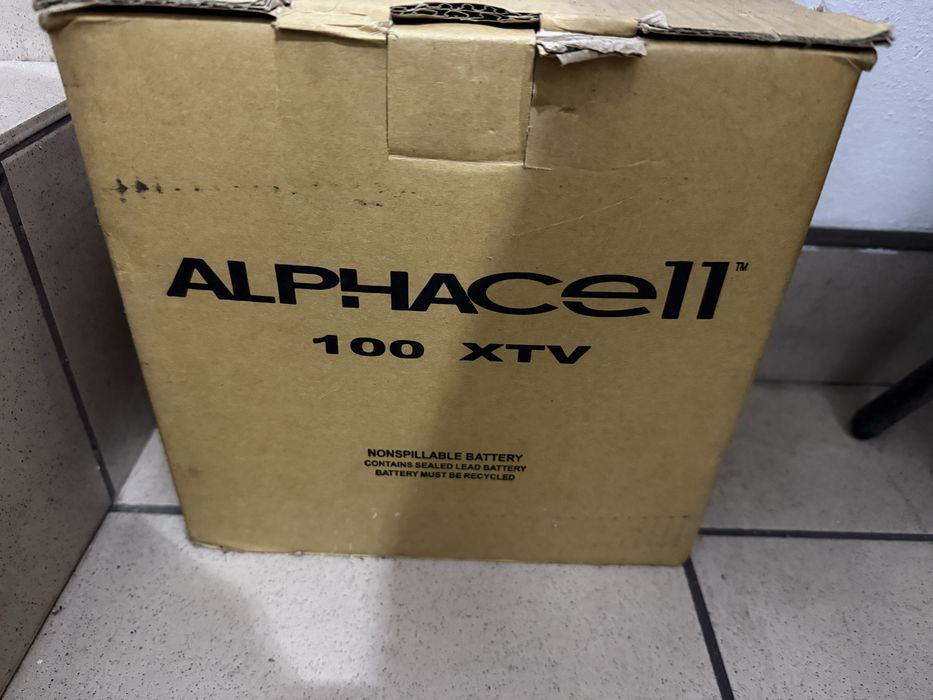 ALPHACell™
100 XTV
NONSPILLABLE BATTERY
CONTAINS SEALED LEAD BATTERY
BATTERY MUST BE RECYCLED